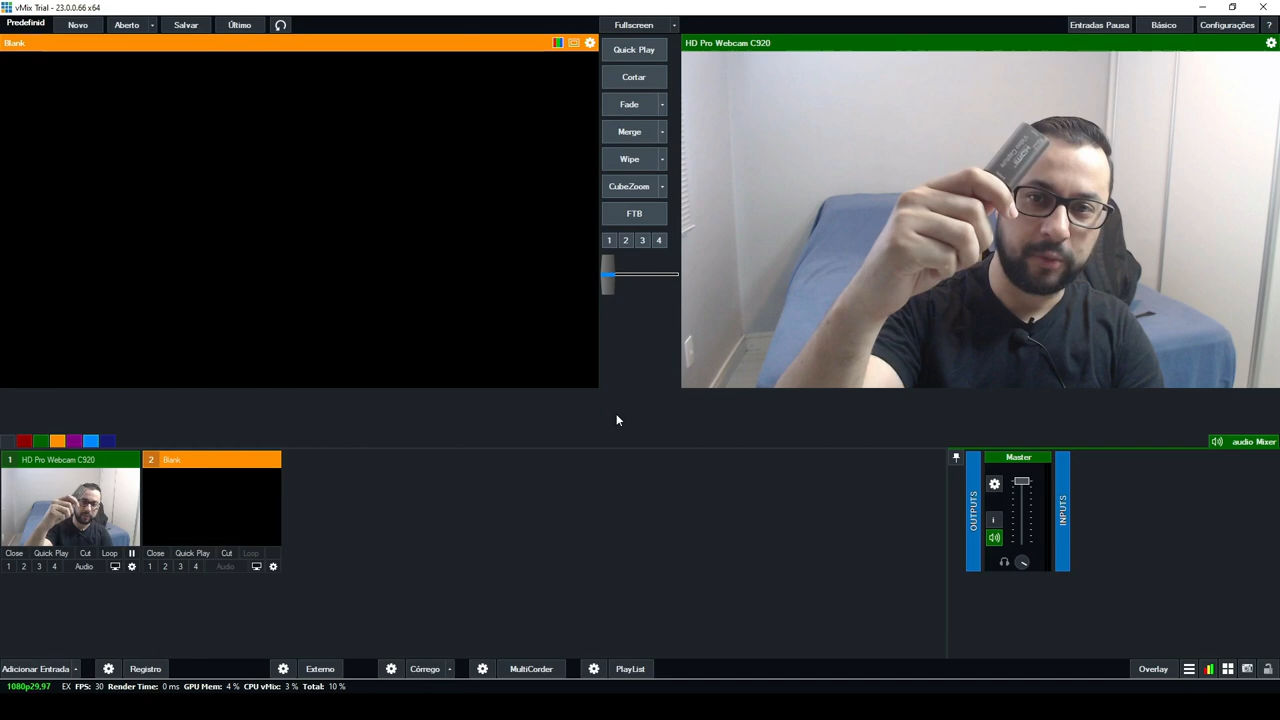 vMix Trial - 23.0.0.66 x64
Predefinid
Novo
Aberto
Salvar
Último
Fullscreen
Entradas Pausa
Básico
Configurações
?
Blank
Quick Play
Cortar
Fade
Merge
Wipe
CubeZoom
FTB
1 2 3 4
HD Pro Webcam C920
HDMI
Video Capture
1 HD Pro Webcam C920
Close Quick Play Cut Loop
1 2 3 4 Audio
2 Blank
Close Quick Play Cut Loop
1 2 3 4 Audio
audio Mixer
OUTPUTS
Master
i
INPUTS
Adicionar Entrada
Registro
Externo
Córrego
MultiCorder
PlayList
Overlay
1080p29,97 EX FPS: 30 Render Time: 0 ms GPU Mem: 4 % CPU vMix: 3 % Total: 10 %